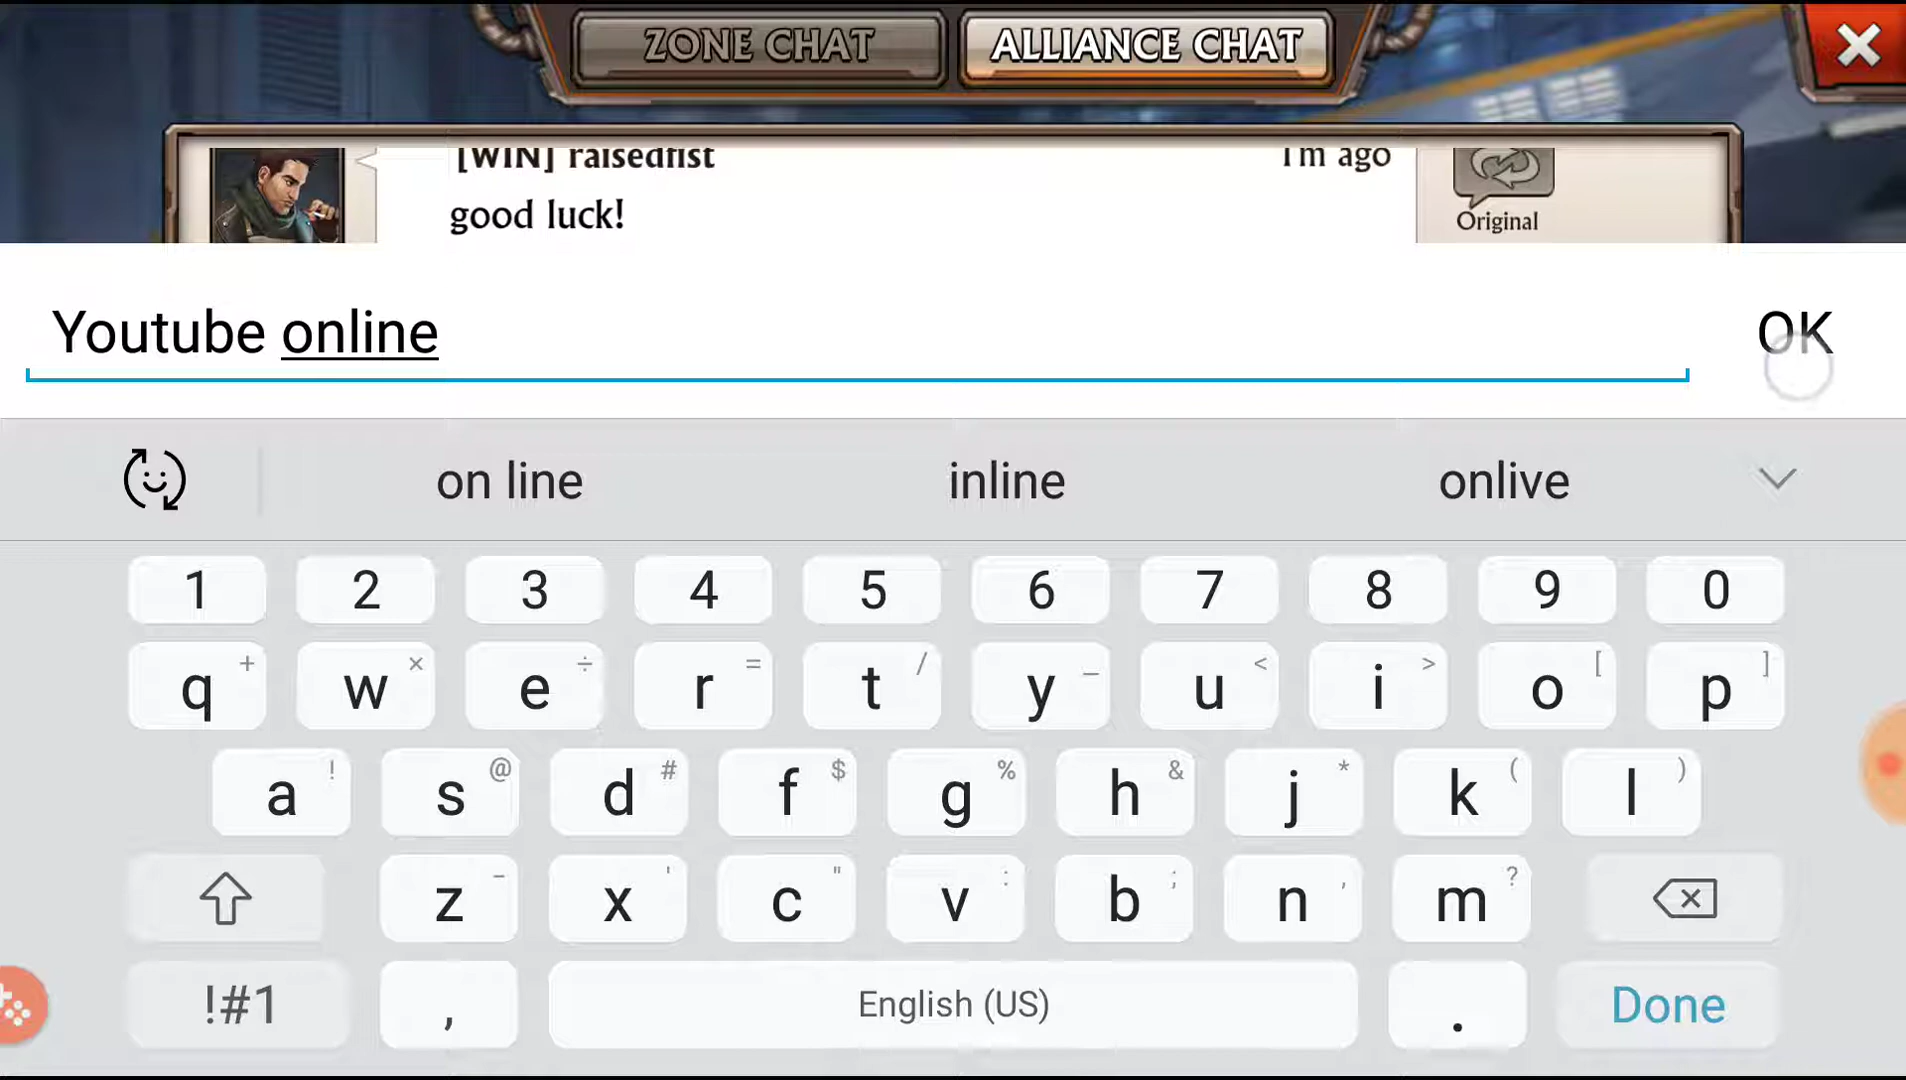 ZONE CHAT ALLIANCE CHAT
[WIN] raisedfist 1m ago
good luck!
Original
Youtube online OK
on line inline onlive
1 2 3 4 5 6 7 8 9 0
q + w × e ÷ r = t / y _ u < i > o [ p ]
a ! s @ d # f $ g % h & j * k ( l )
z - x ' c " v : b ; n , m ?
!#1 , English (US) . Done